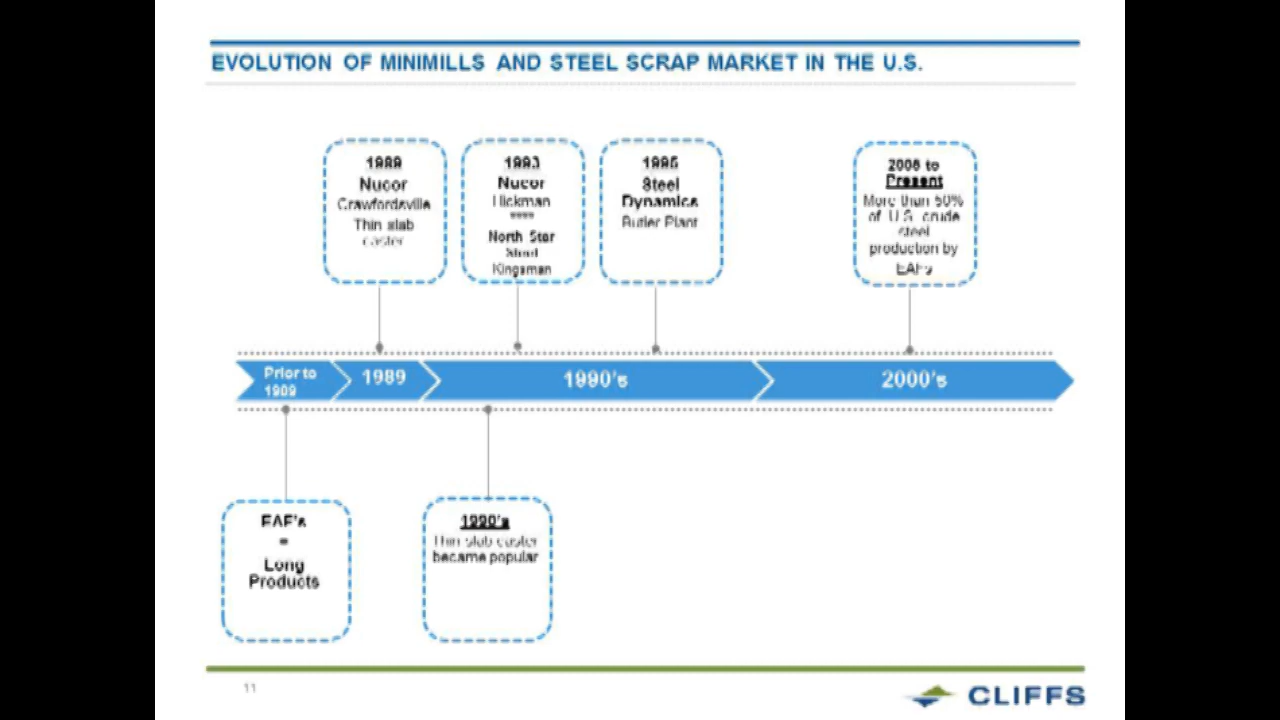 EVOLUTION OF MINIMILLS AND STEEL SCRAP MARKET IN THE U.S.
1989
Nucor
Crawfordsville
Thin slab
caster
1993
Nucor
Hickman
****
North Star
Steel
Kingsman
1995
Steel
Dynamics
Butler Plant
to
Present
More than 50%
of U.S. crude
steel
production by
EAFs
Prior to
1989
1989
1990's
2000's
EAF's
=
Long
Products
1990's
Thin slab caster
became popular
11
CLIFFS